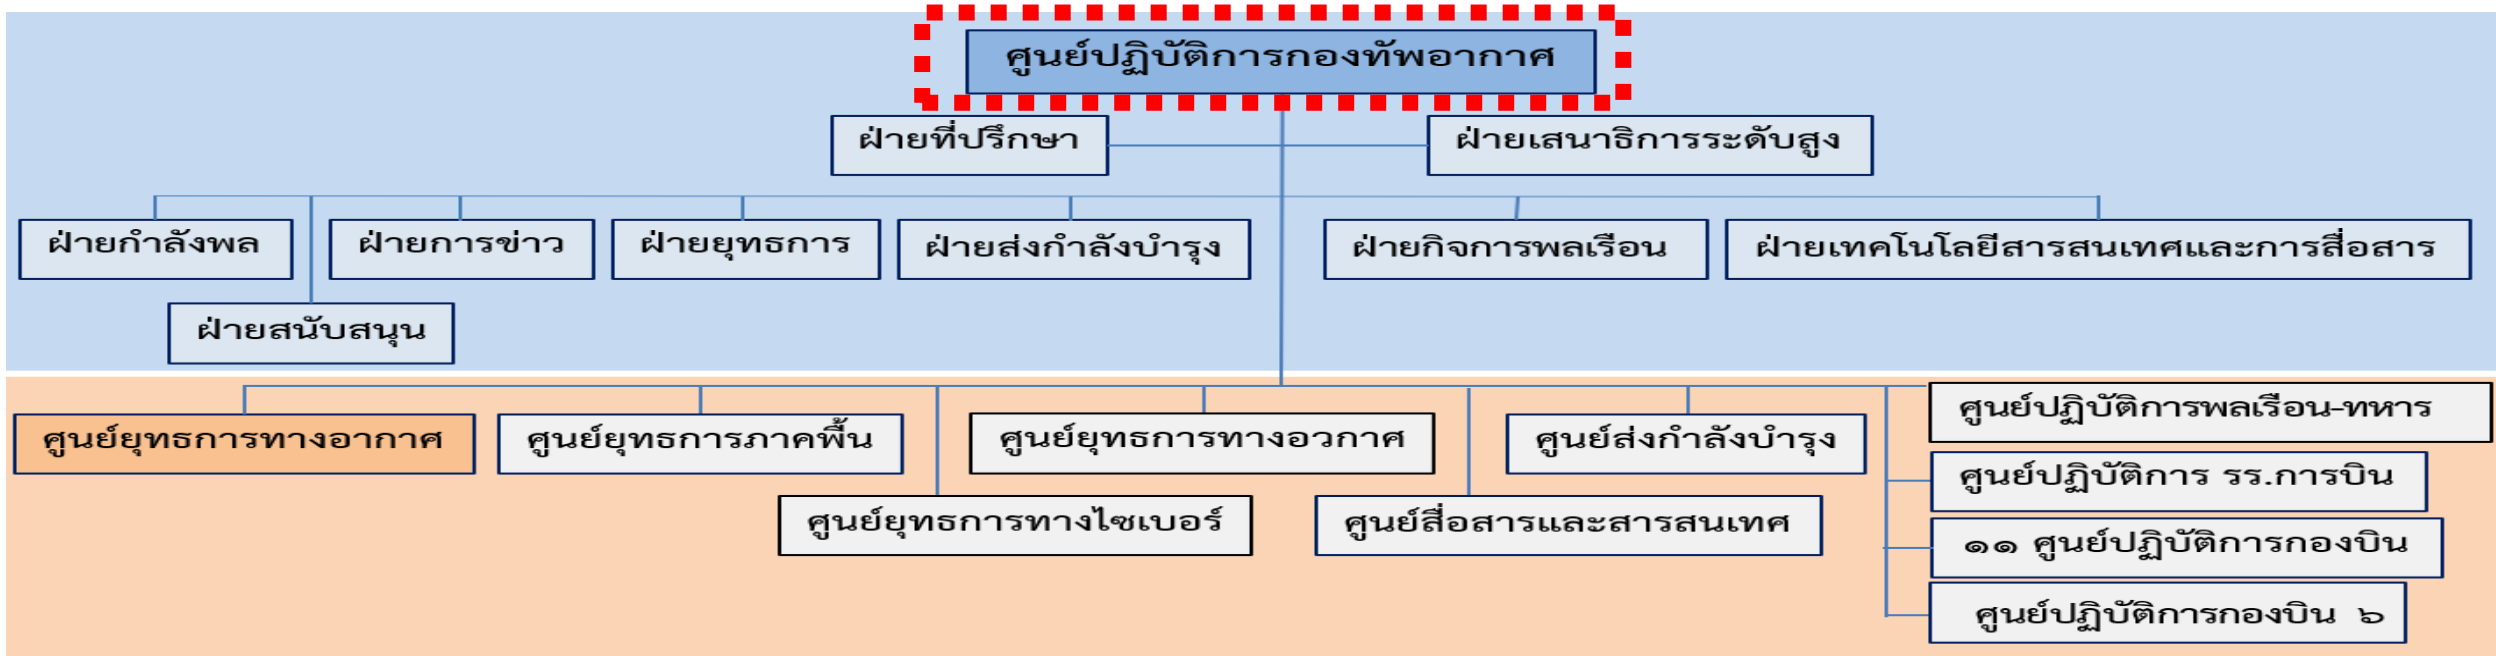 ศูนย์ปฏิบัติการกองทัพอากาศ
ฝ่ายที่ปรึกษา
ฝ่ายเสนาธิการระดับสูง
ฝ่ายกำลังพล
ฝ่ายการข่าว
ฝ่ายยุทธการ
ฝ่ายส่งกำลังบำรุง
ฝ่ายกิจการพลเรือน
ฝ่ายเทคโนโลยีสารสนเทศและการสื่อสาร
ฝ่ายสนับสนุน
ศูนย์ยุทธการทางอากาศ
ศูนย์ยุทธการภาคพื้น
ศูนย์ยุทธการทางอวกาศ
ศูนย์ส่งกำลังบำรุง
ศูนย์ยุทธการทางไซเบอร์
ศูนย์สื่อสารและสารสนเทศ
ศูนย์ปฏิบัติการพลเรือน-ทหาร
ศูนย์ปฏิบัติการ รร.การบิน
๑๑ ศูนย์ปฏิบัติการกองบิน
ศูนย์ปฏิบัติการกองบิน ๖